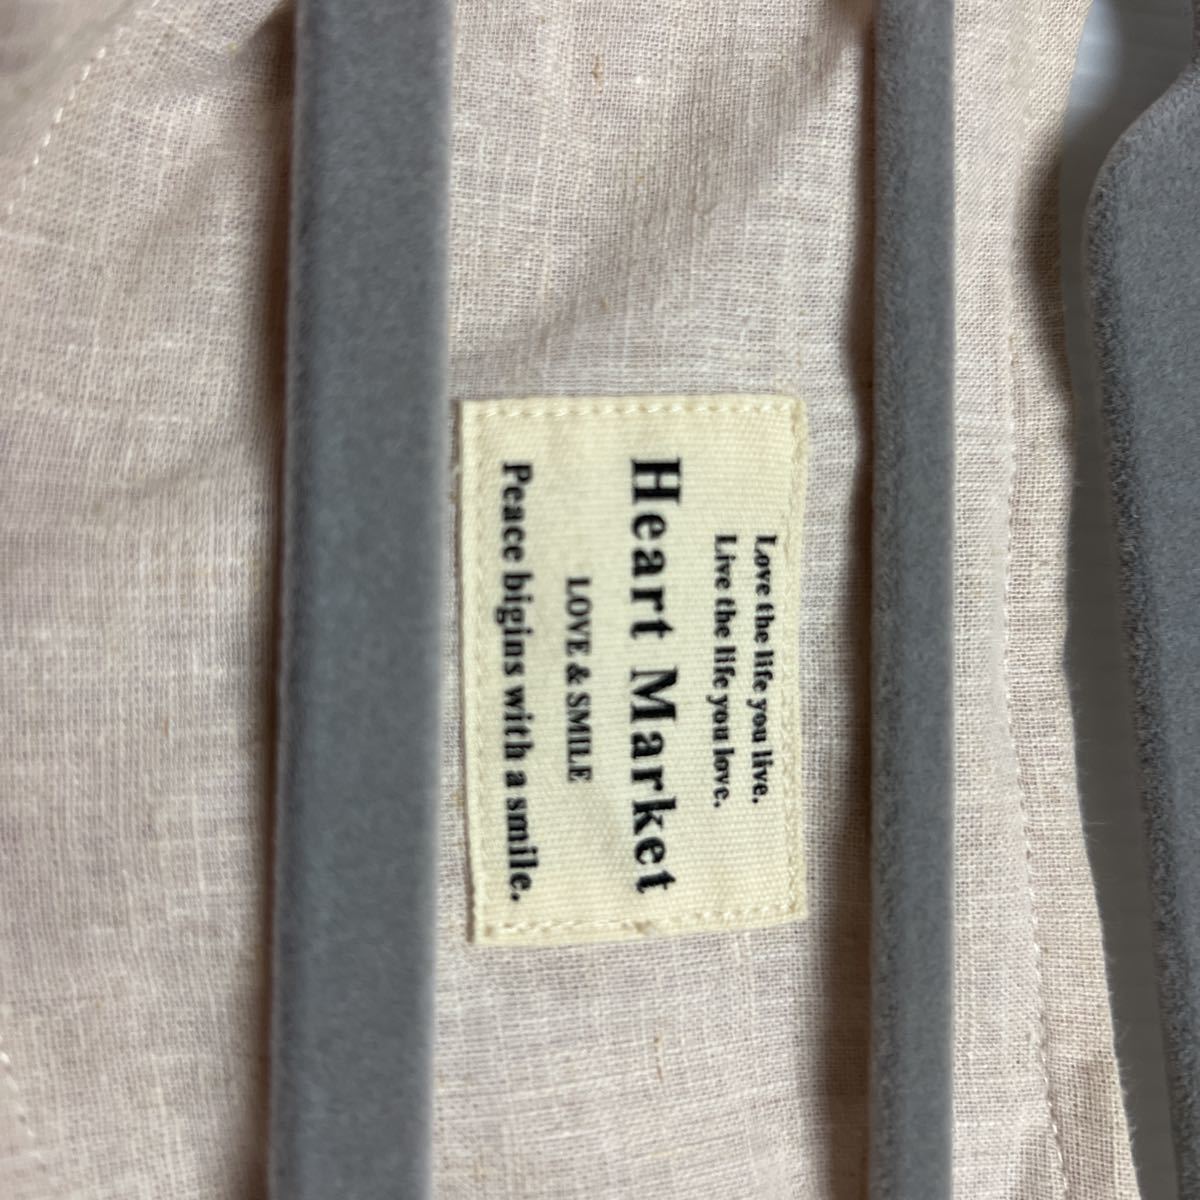 Love the life you live.
Live the life you love.
Heart Market
LOVE & SMILE
Peace bigins with a smile.